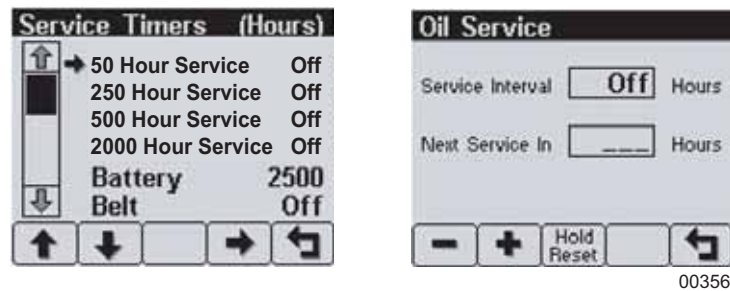 Service Timers (Hours)
50 Hour Service Off
250 Hour Service Off
500 Hour Service Off
2000 Hour Service Off
Battery 2500
Belt Off
Oil Service
Service Interval Off Hours
Next Service In ___ Hours
Hold
Reset
00356